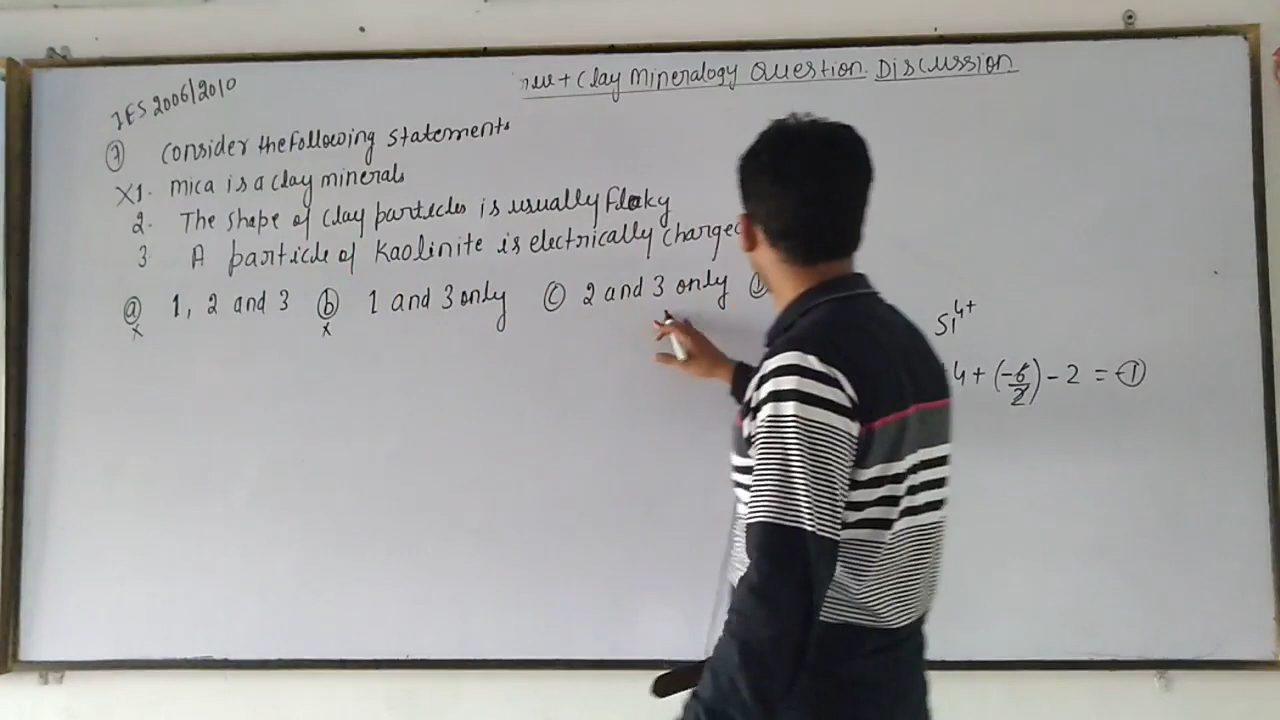 + Clay Mineralogy Question Discussion
IES 2006/2010
7 Consider the following statements
X1. mica is a clay minerals
2. The shape of clay particles is usually Flaky
3 A particle of Kaolinite is electrically charged
a 1, 2 and 3 b 1 and 3 only c 2 and 3 only
x x
Si4+
4 + (-6/2) - 2 = -1